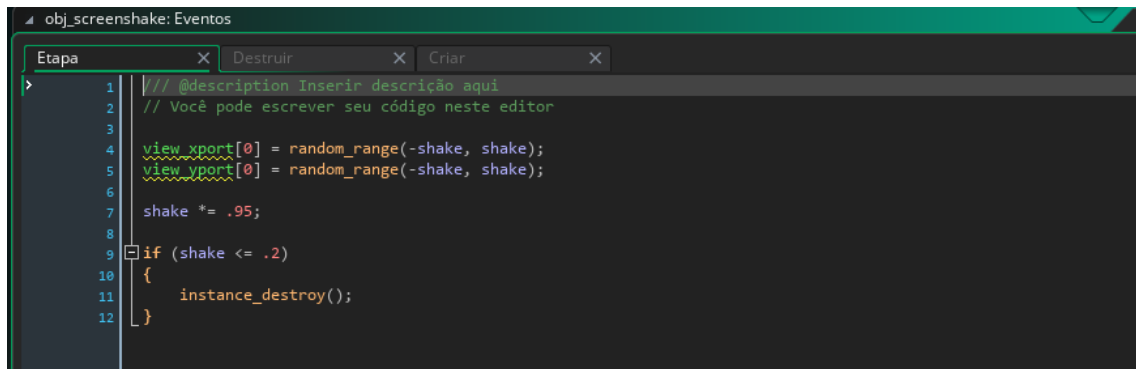 obj_screenshake: Eventos
Etapa Destruir Criar
1 /// @description Inserir descrição aqui
2 // Você pode escrever seu código neste editor
3
4 view_xport[0] = random_range(-shake, shake);
5 view_yport[0] = random_range(-shake, shake);
6
7 shake *= .95;
8
9 if (shake <= .2)
10 {
11 instance_destroy();
12 }